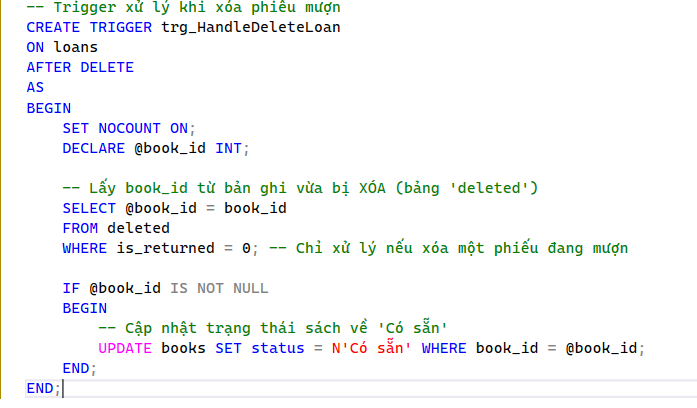 -- Trigger xử lý khi xóa phiếu mượn
CREATE TRIGGER trg_HandleDeleteLoan
ON loans
AFTER DELETE
AS
BEGIN
    SET NOCOUNT ON;
    DECLARE @book_id INT;

    -- Lấy book_id từ bản ghi vừa bị XÓA (bảng 'deleted')
    SELECT @book_id = book_id
    FROM deleted
    WHERE is_returned = 0; -- Chỉ xử lý nếu xóa một phiếu đang mượn

    IF @book_id IS NOT NULL
    BEGIN
        -- Cập nhật trạng thái sách về 'Có sẵn'
        UPDATE books SET status = N'Có sẵn' WHERE book_id = @book_id;
    END;
END;